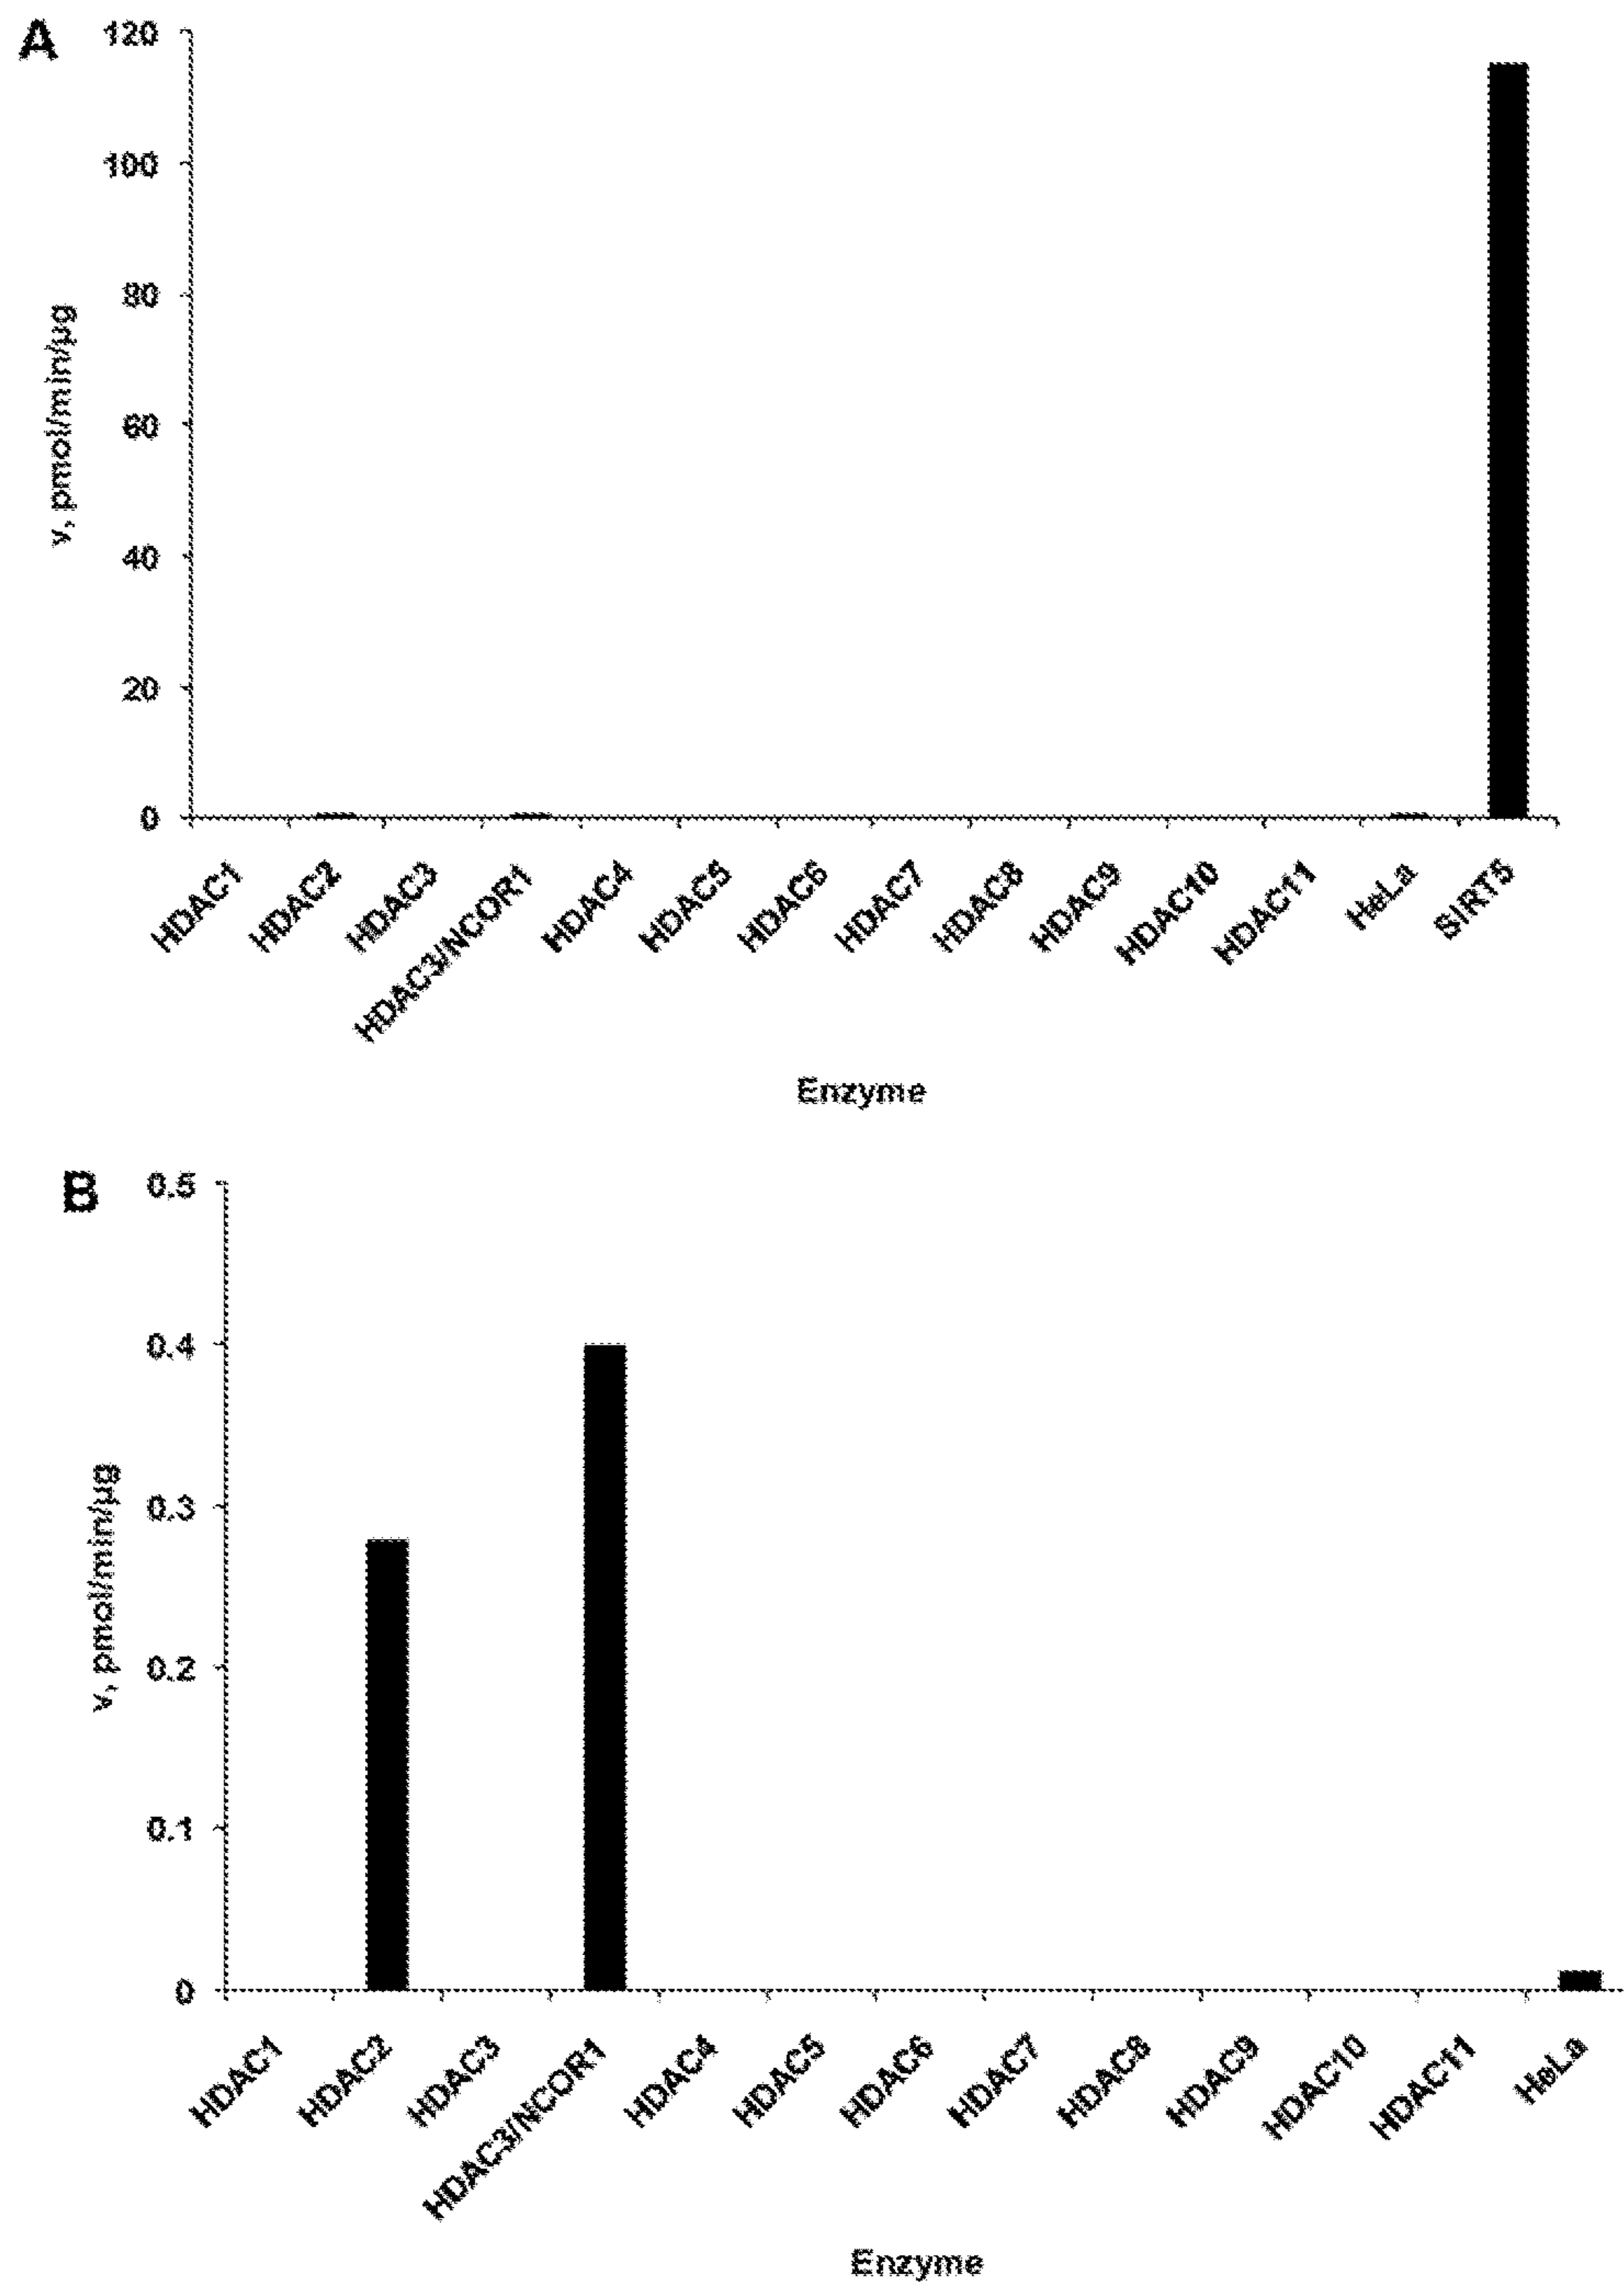 A
120
100
80
60
40
20
0
v, pmol/min/µg
HDAC1
HDAC2
HDAC3
HDAC3/NCOR1
HDAC4
HDAC5
HDAC6
HDAC7
HDAC8
HDAC9
HDAC10
HDAC11
HeLa
SIRT5
Enzyme
B
0.5
0.4
0.3
0.2
0.1
0
v, pmol/min/µg
HDAC1
HDAC2
HDAC3
HDAC3/NCOR1
HDAC4
HDAC5
HDAC6
HDAC7
HDAC8
HDAC9
HDAC10
HDAC11
HeLa
Enzyme